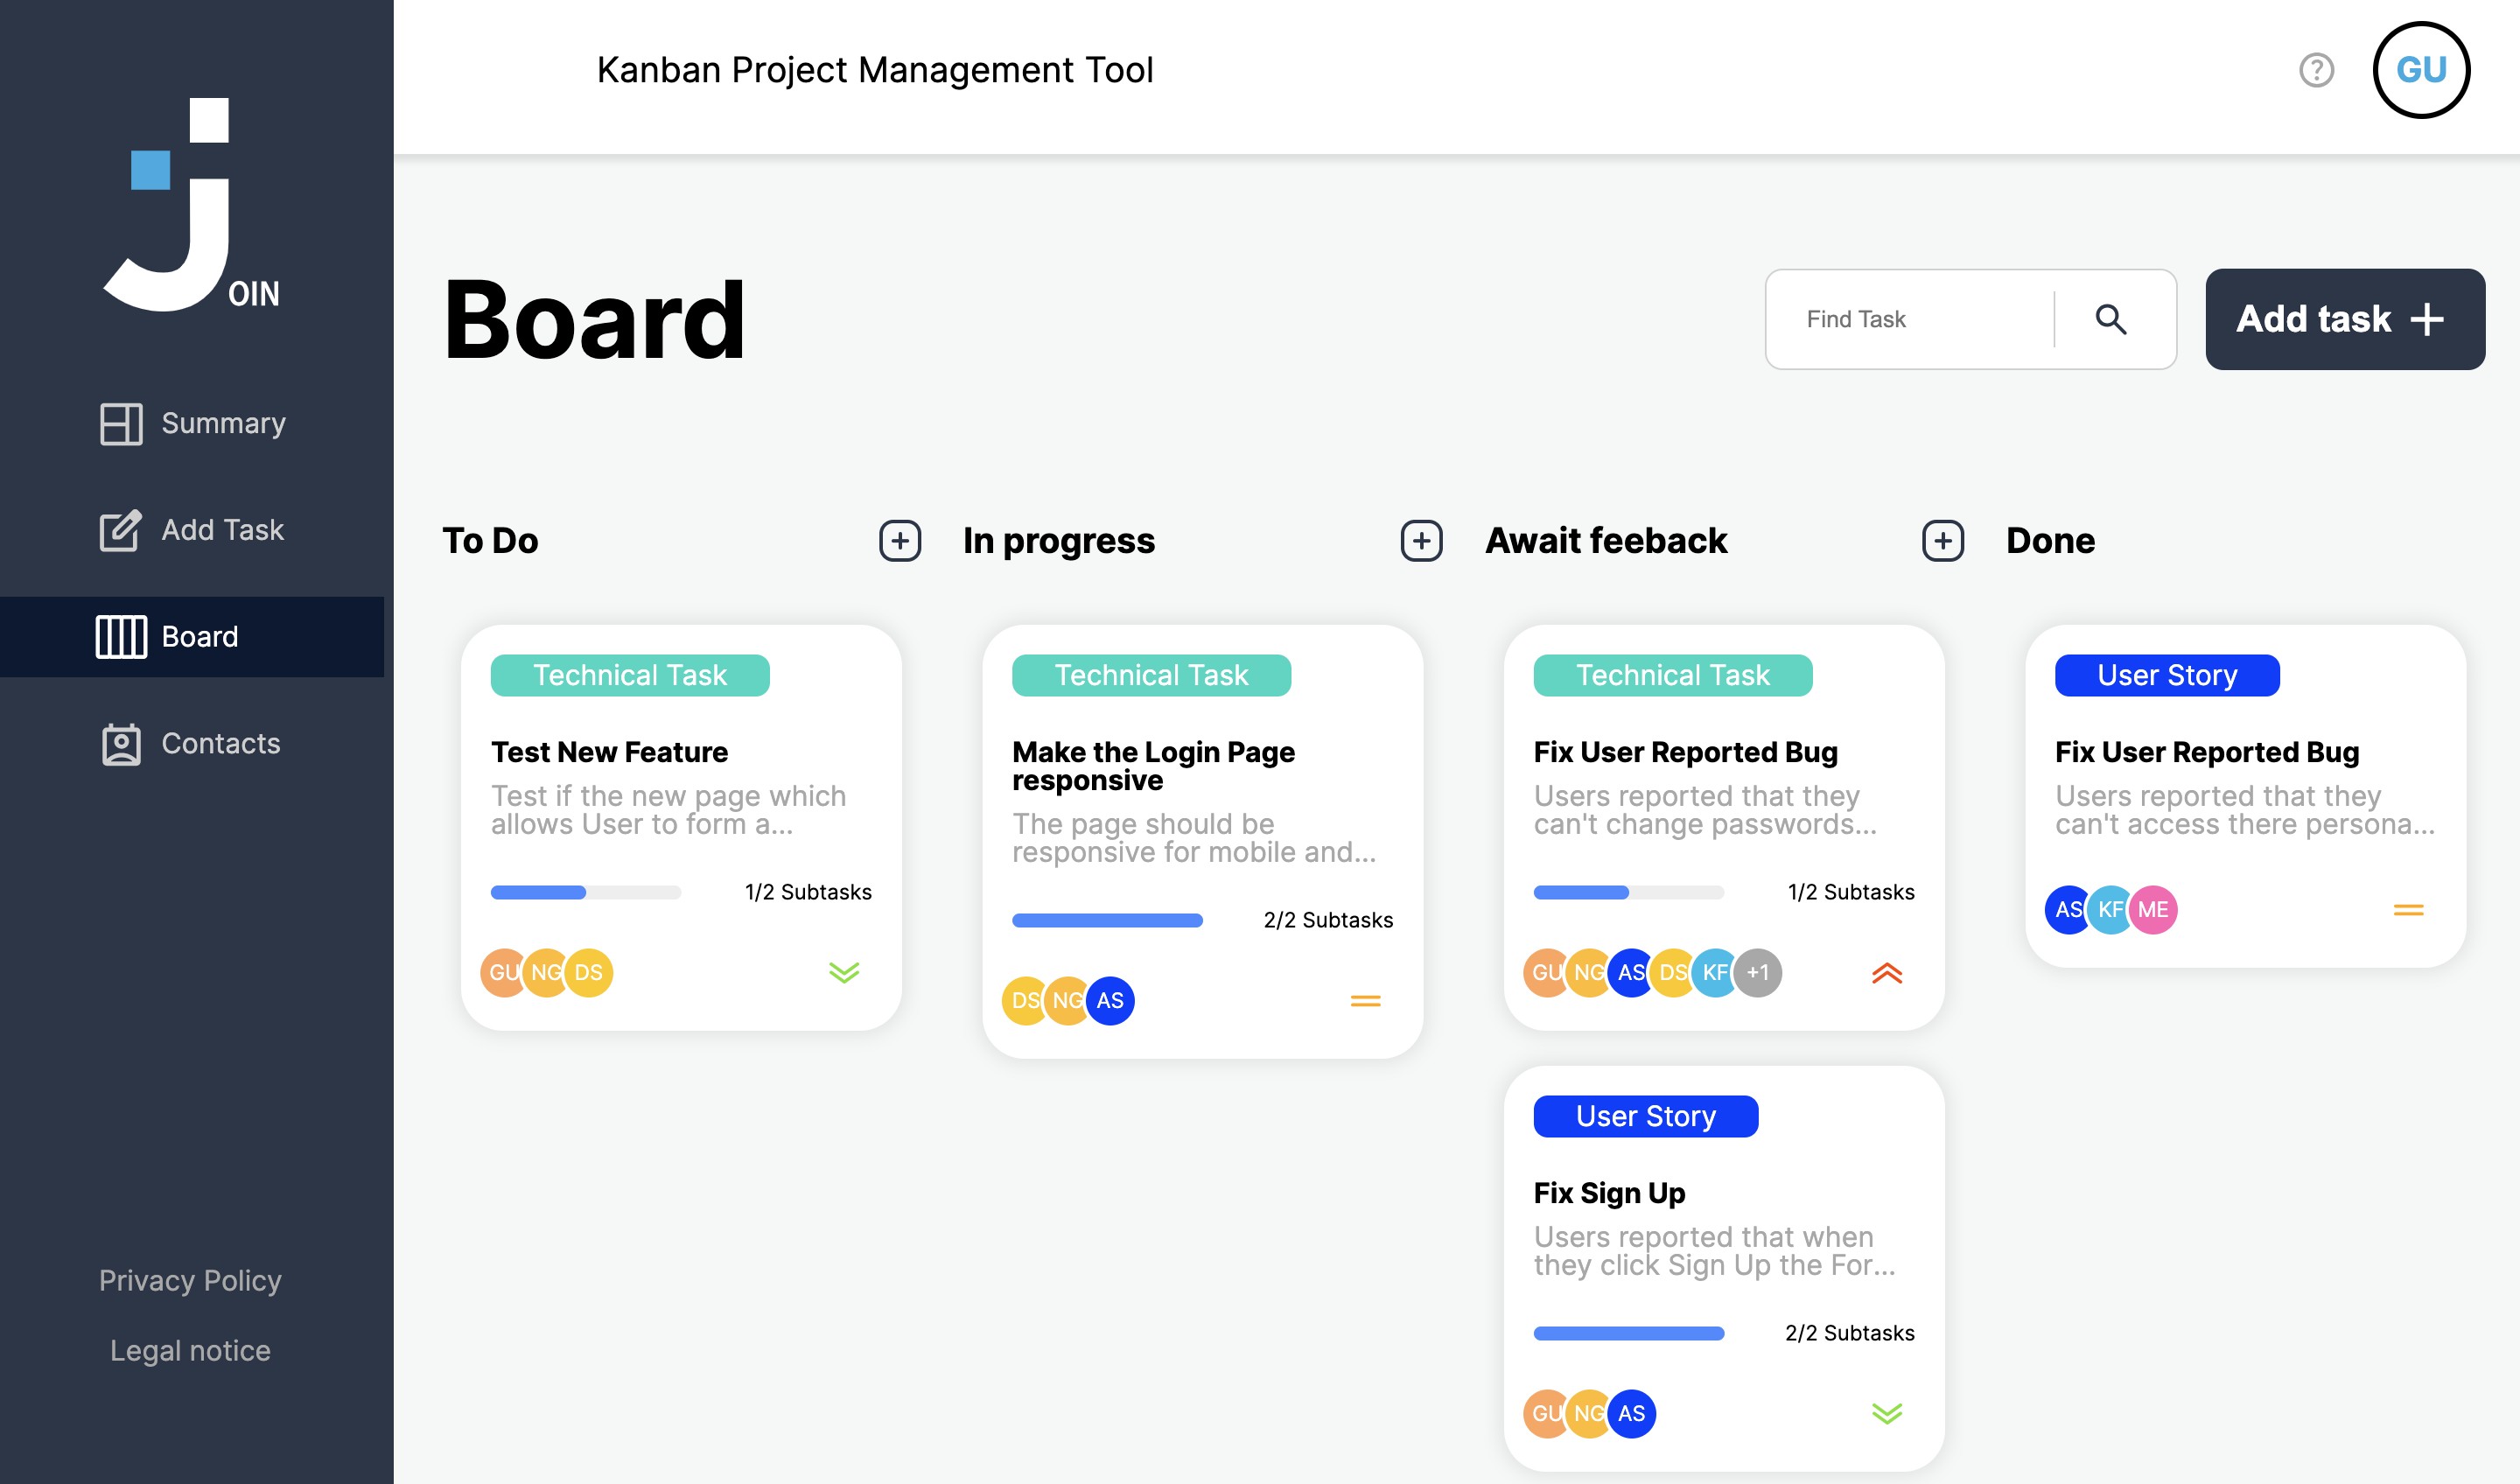 Kanban Project Management Tool
?
GU
j
OIN
Summary
Add Task
Board
Contacts
Privacy Policy
Legal notice
Board
Find Task
Add task
To Do
Technical Task
Test New Feature
Test if the new page which
allows User to form a...
1/2 Subtasks
GU NG DS
In progress
Technical Task
Make the Login Page
responsive
The page should be
responsive for mobile and...
2/2 Subtasks
DS NG AS
Await feeback
Technical Task
Fix User Reported Bug
Users reported that they
can't change passwords...
1/2 Subtasks
GU NG AS DS KF +1
User Story
Fix Sign Up
Users reported that when
they click Sign Up the For...
2/2 Subtasks
GU NG AS
Done
User Story
Fix User Reported Bug
Users reported that they
can't access there persona...
AS KF ME